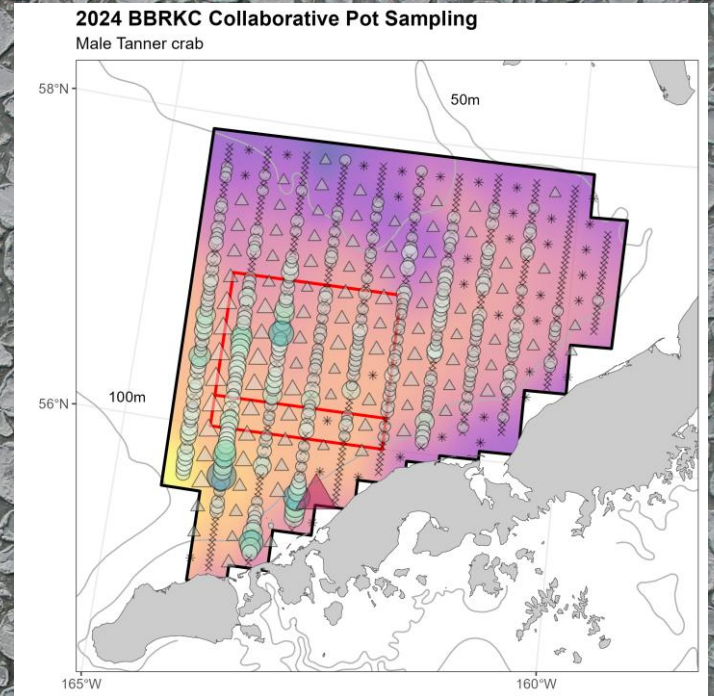 2024 BBRKC Collaborative Pot Sampling
Male Tanner crab
58°N
50m
100m
56°N
165°W
160°W